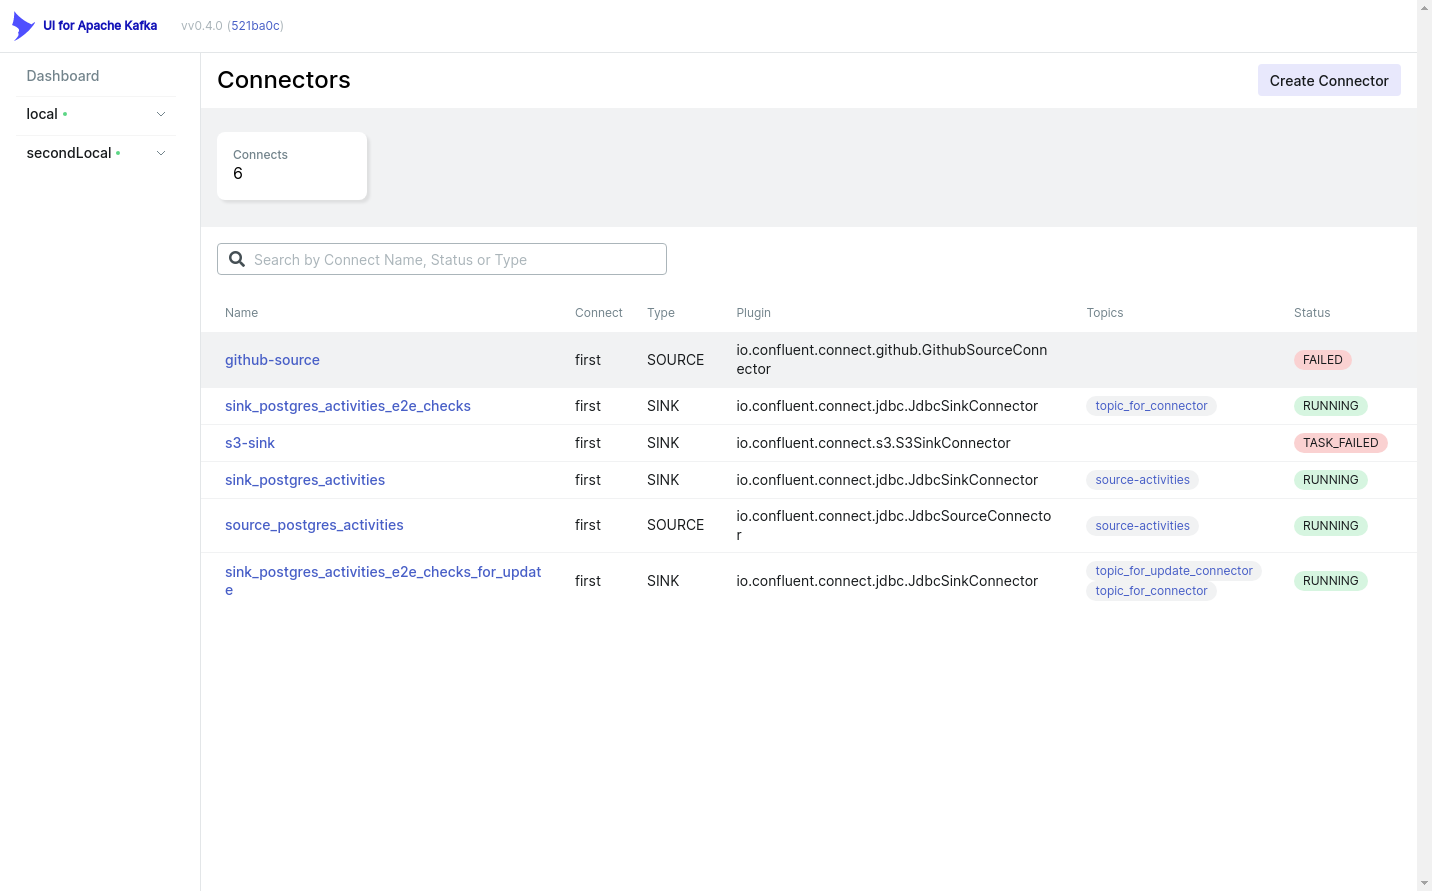 UI for Apache Kafka
vv0.4.0 (521ba0c)
Dashboard
local
secondLocal
Connectors
Create Connector
Connects
6
Search by Connect Name, Status or Type
Name Connect Type Plugin Topics Status
github-source first SOURCE io.confluent.connect.github.GithubSourceConn
ector FAILED
sink_postgres_activities_e2e_checks first SINK io.confluent.connect.jdbc.JdbcSinkConnector topic_for_connector RUNNING
s3-sink first SINK io.confluent.connect.s3.S3SinkConnector TASK_FAILED
sink_postgres_activities first SINK io.confluent.connect.jdbc.JdbcSinkConnector source-activities RUNNING
source_postgres_activities first SOURCE io.confluent.connect.jdbc.JdbcSourceConnecto
r source-activities RUNNING
sink_postgres_activities_e2e_checks_for_updat
e first SINK io.confluent.connect.jdbc.JdbcSinkConnector topic_for_update_connector
topic_for_connector RUNNING